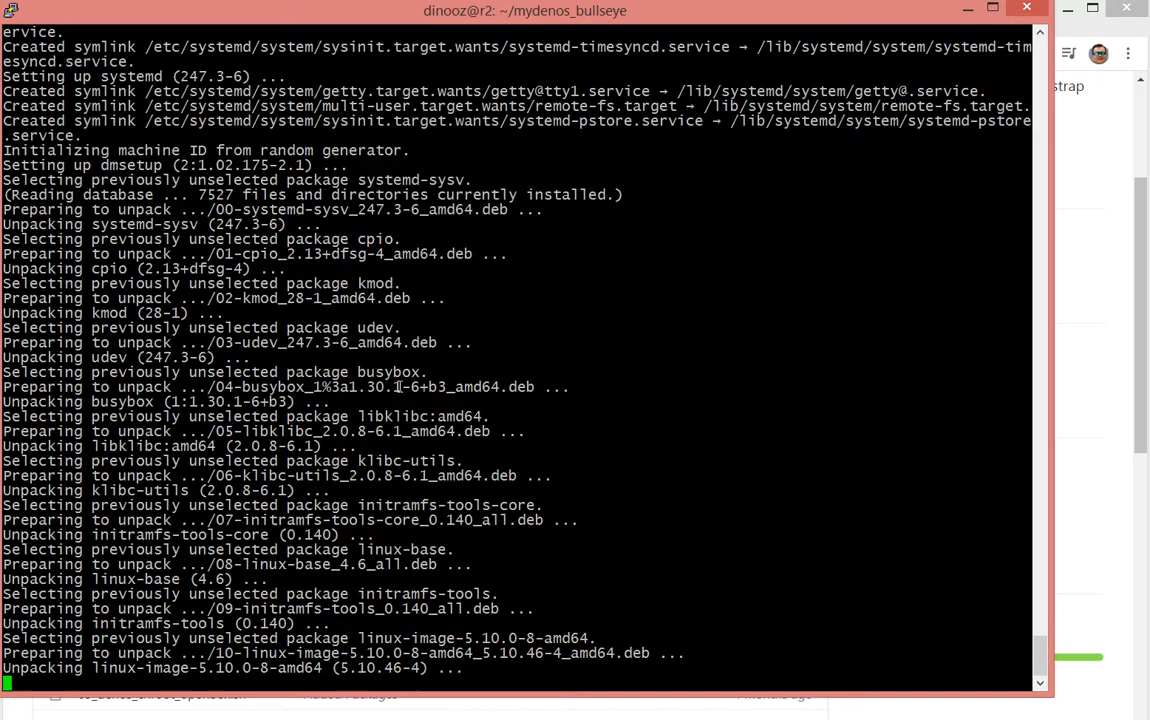 dinooz@r2: ~/mydenos_bullseye
ervice.
Created symlink /etc/systemd/system/sysinit.target.wants/systemd-timesyncd.service → /lib/systemd/system/systemd-tim
esyncd.service.
Setting up systemd (247.3-6) ...
Created symlink /etc/systemd/system/getty.target.wants/getty@tty1.service → /lib/systemd/system/getty@.service.
Created symlink /etc/systemd/system/multi-user.target.wants/remote-fs.target → /lib/systemd/system/remote-fs.target.
Created symlink /etc/systemd/system/sysinit.target.wants/systemd-pstore.service → /lib/systemd/system/systemd-pstore
.service.
Initializing machine ID from random generator.
Setting up dmsetup (2:1.02.175-2.1) ...
Selecting previously unselected package systemd-sysv.
(Reading database ... 7527 files and directories currently installed.)
Preparing to unpack .../00-systemd-sysv_247.3-6_amd64.deb ...
Unpacking systemd-sysv (247.3-6) ...
Selecting previously unselected package cpio.
Preparing to unpack .../01-cpio_2.13+dfsg-4_amd64.deb ...
Unpacking cpio (2.13+dfsg-4) ...
Selecting previously unselected package kmod.
Preparing to unpack .../02-kmod_28-1_amd64.deb ...
Unpacking kmod (28-1) ...
Selecting previously unselected package udev.
Preparing to unpack .../03-udev_247.3-6_amd64.deb ...
Unpacking udev (247.3-6) ...
Selecting previously unselected package busybox.
Preparing to unpack .../04-busybox_1%3a1.30.1-6+b3_amd64.deb ...
Unpacking busybox (1:1.30.1-6+b3) ...
Selecting previously unselected package libklibc:amd64.
Preparing to unpack .../05-libklibc_2.0.8-6.1_amd64.deb ...
Unpacking libklibc:amd64 (2.0.8-6.1) ...
Selecting previously unselected package klibc-utils.
Preparing to unpack .../06-klibc-utils_2.0.8-6.1_amd64.deb ...
Unpacking klibc-utils (2.0.8-6.1) ...
Selecting previously unselected package initramfs-tools-core.
Preparing to unpack .../07-initramfs-tools-core_0.140_all.deb ...
Unpacking initramfs-tools-core (0.140) ...
Selecting previously unselected package linux-base.
Preparing to unpack .../08-linux-base_4.6_all.deb ...
Unpacking linux-base (4.6) ...
Selecting previously unselected package initramfs-tools.
Preparing to unpack .../09-initramfs-tools_0.140_all.deb ...
Unpacking initramfs-tools (0.140) ...
Selecting previously unselected package linux-image-5.10.0-8-amd64.
Preparing to unpack .../10-linux-image-5.10.0-8-amd64_5.10.46-4_amd64.deb ...
Unpacking linux-image-5.10.0-8-amd64 (5.10.46-4) ...
strap